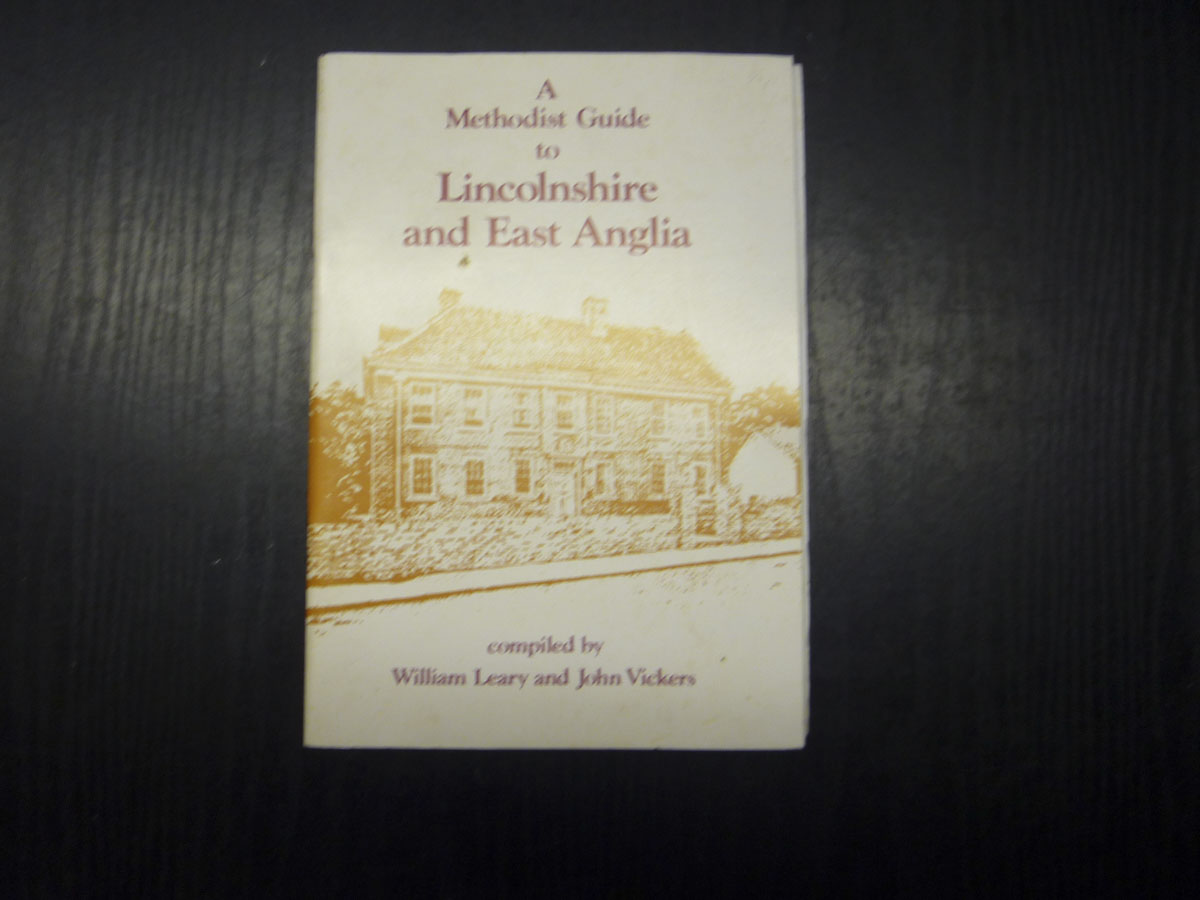 A
Methodist Guide
to
Lincolnshire
and East Anglia
compiled by
William Leary and John Vickers